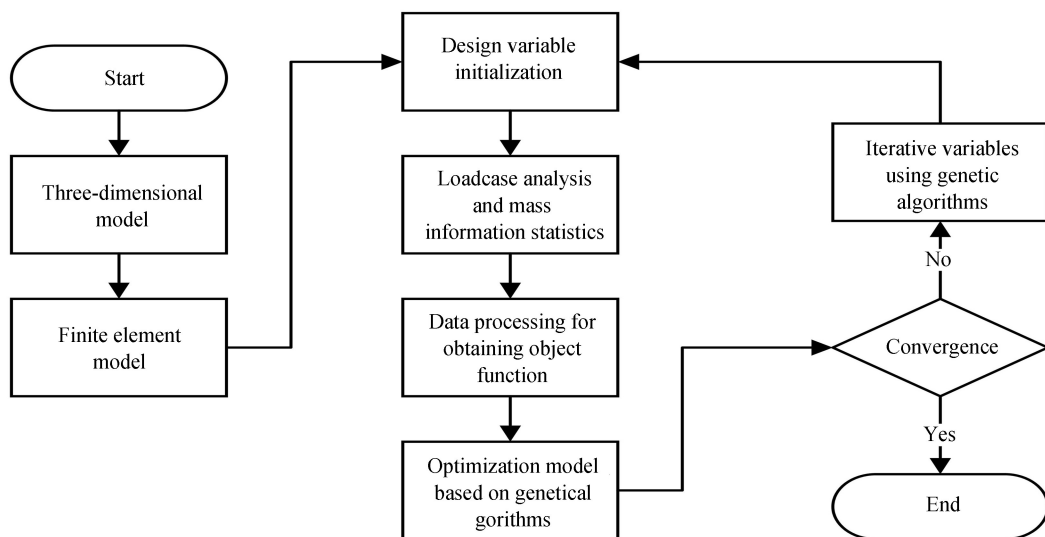 Start
Three-dimensional
model
Finite element
model
Design variable
initialization
Loadcase analysis
and mass
information statistics
Data processing for
obtaining object
function
Optimization model
based on genetical
gorithms
Convergence
No
Iterative variables
using genetic
algorithms
Yes
End